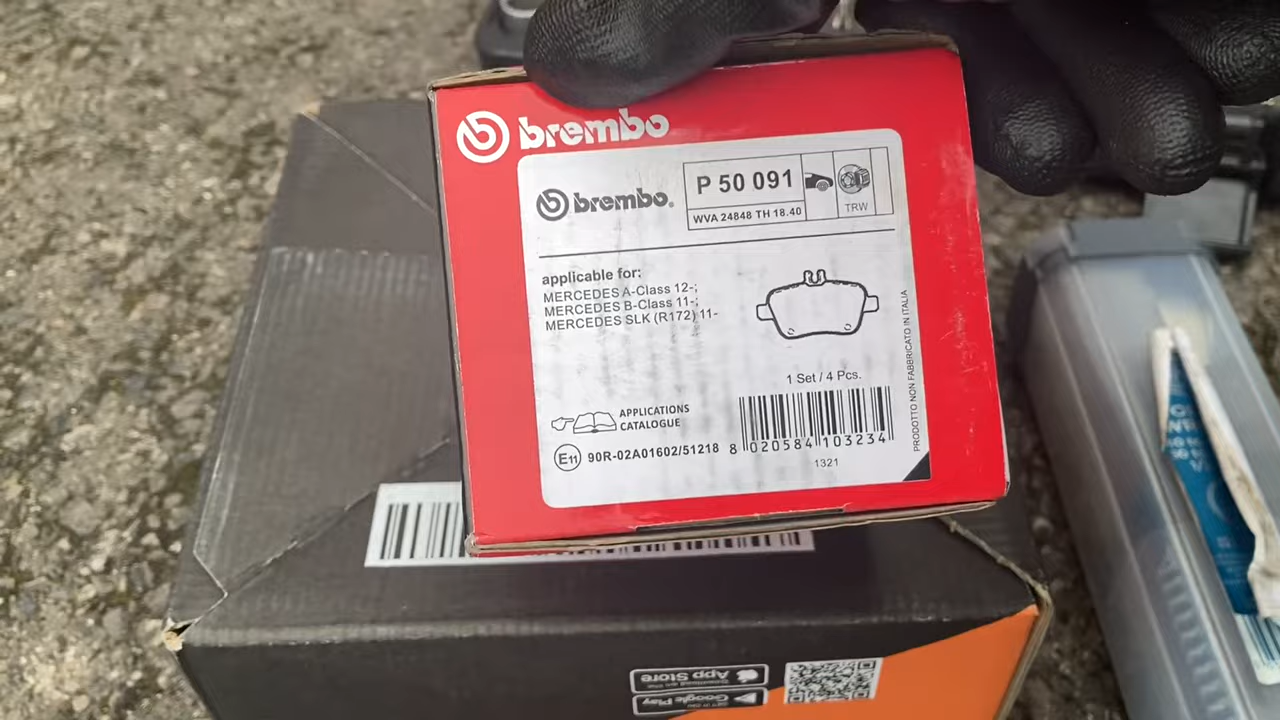 brembo
brembo.
P 50 091
WVA 24848 TH 18.40
TRW
applicable for:
MERCEDES A-Class 12-;
MERCEDES B-Class 11-;
MERCEDES SLK (R172) 11-
1 Set / 4 Pcs.
PRODOTTO NON FABBRICATO IN ITALIA
APPLICATIONS
CATALOGUE
E11 90R-02A01602/51218
8 020584 103234
1321
App Store
Google Play